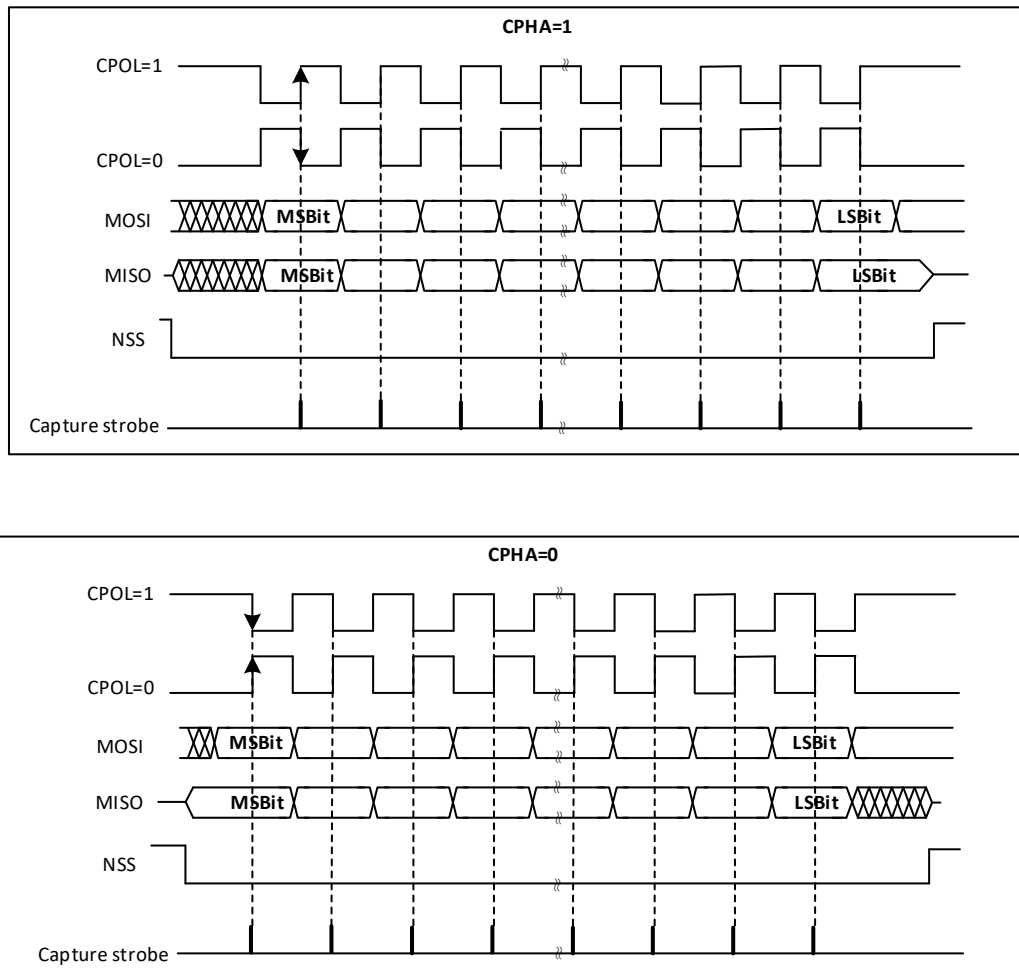 CPHA=1
CPOL=1
CPOL=0
MOSI MSBit LSBit
MISO MSBit LSBit
NSS
Capture strobe
CPHA=0
CPOL=1
CPOL=0
MOSI MSBit LSBit
MISO MSBit LSBit
NSS
Capture strobe